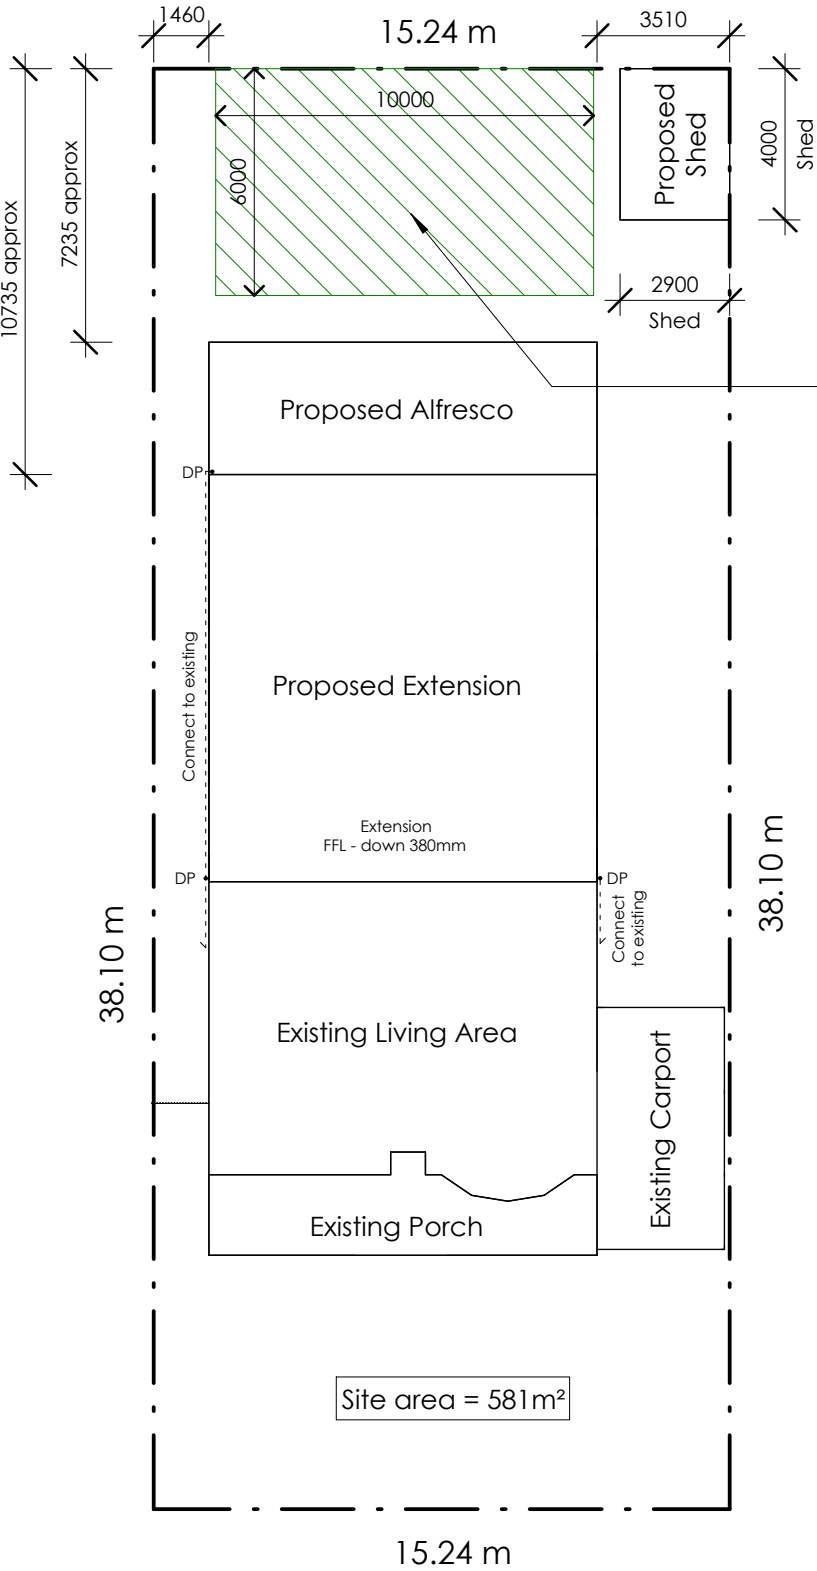 1460
15.24 m
3510
10000
6000
Proposed
Shed
4000
Shed
7235 approx
10735 approx
2900
Shed
Proposed Alfresco
DP
Connect to existing
Proposed Extension
Extension
FFL - down 380mm
DP
DP
Connect
to existing
38.10 m
38.10 m
Existing Living Area
Existing Carport
Existing Porch
Site area = 581m²
15.24 m